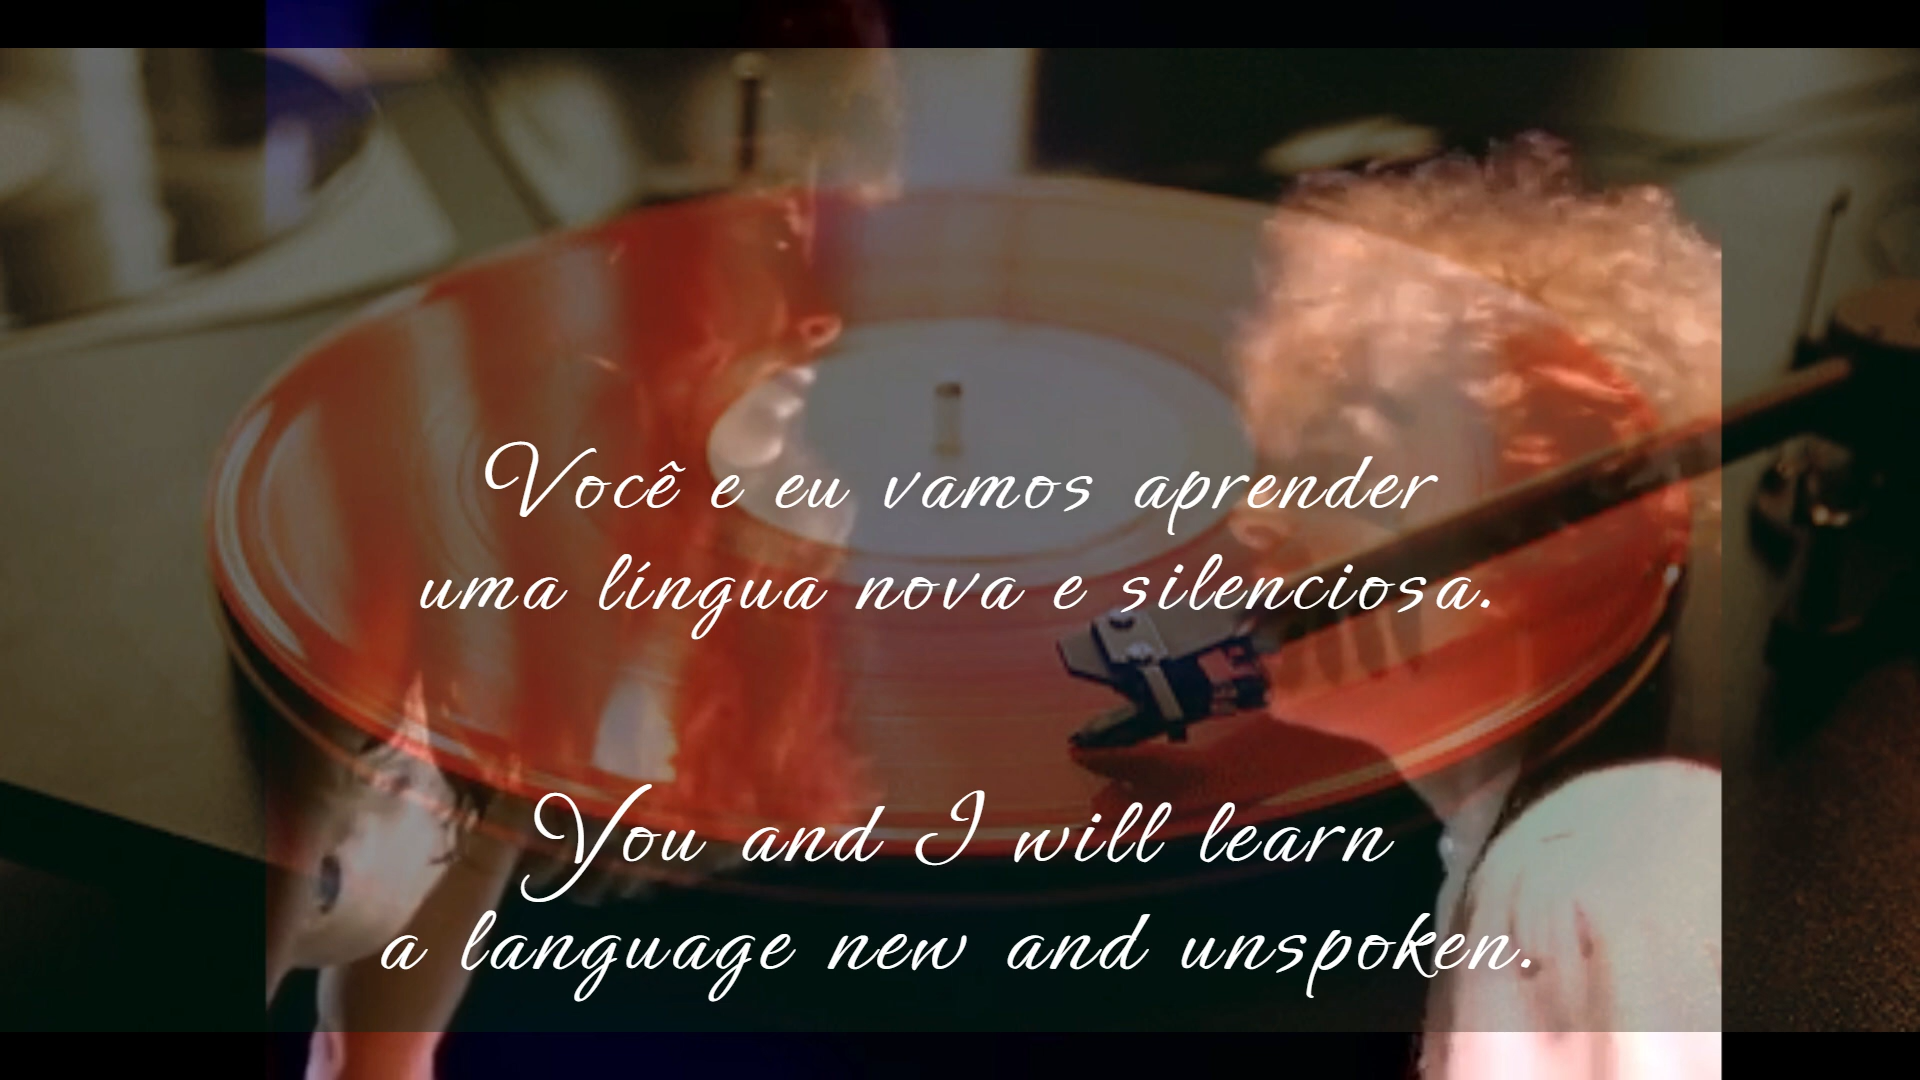 Você e eu vamos aprender
uma língua nova e silenciosa.
You and I will learn
a language new and unspoken.